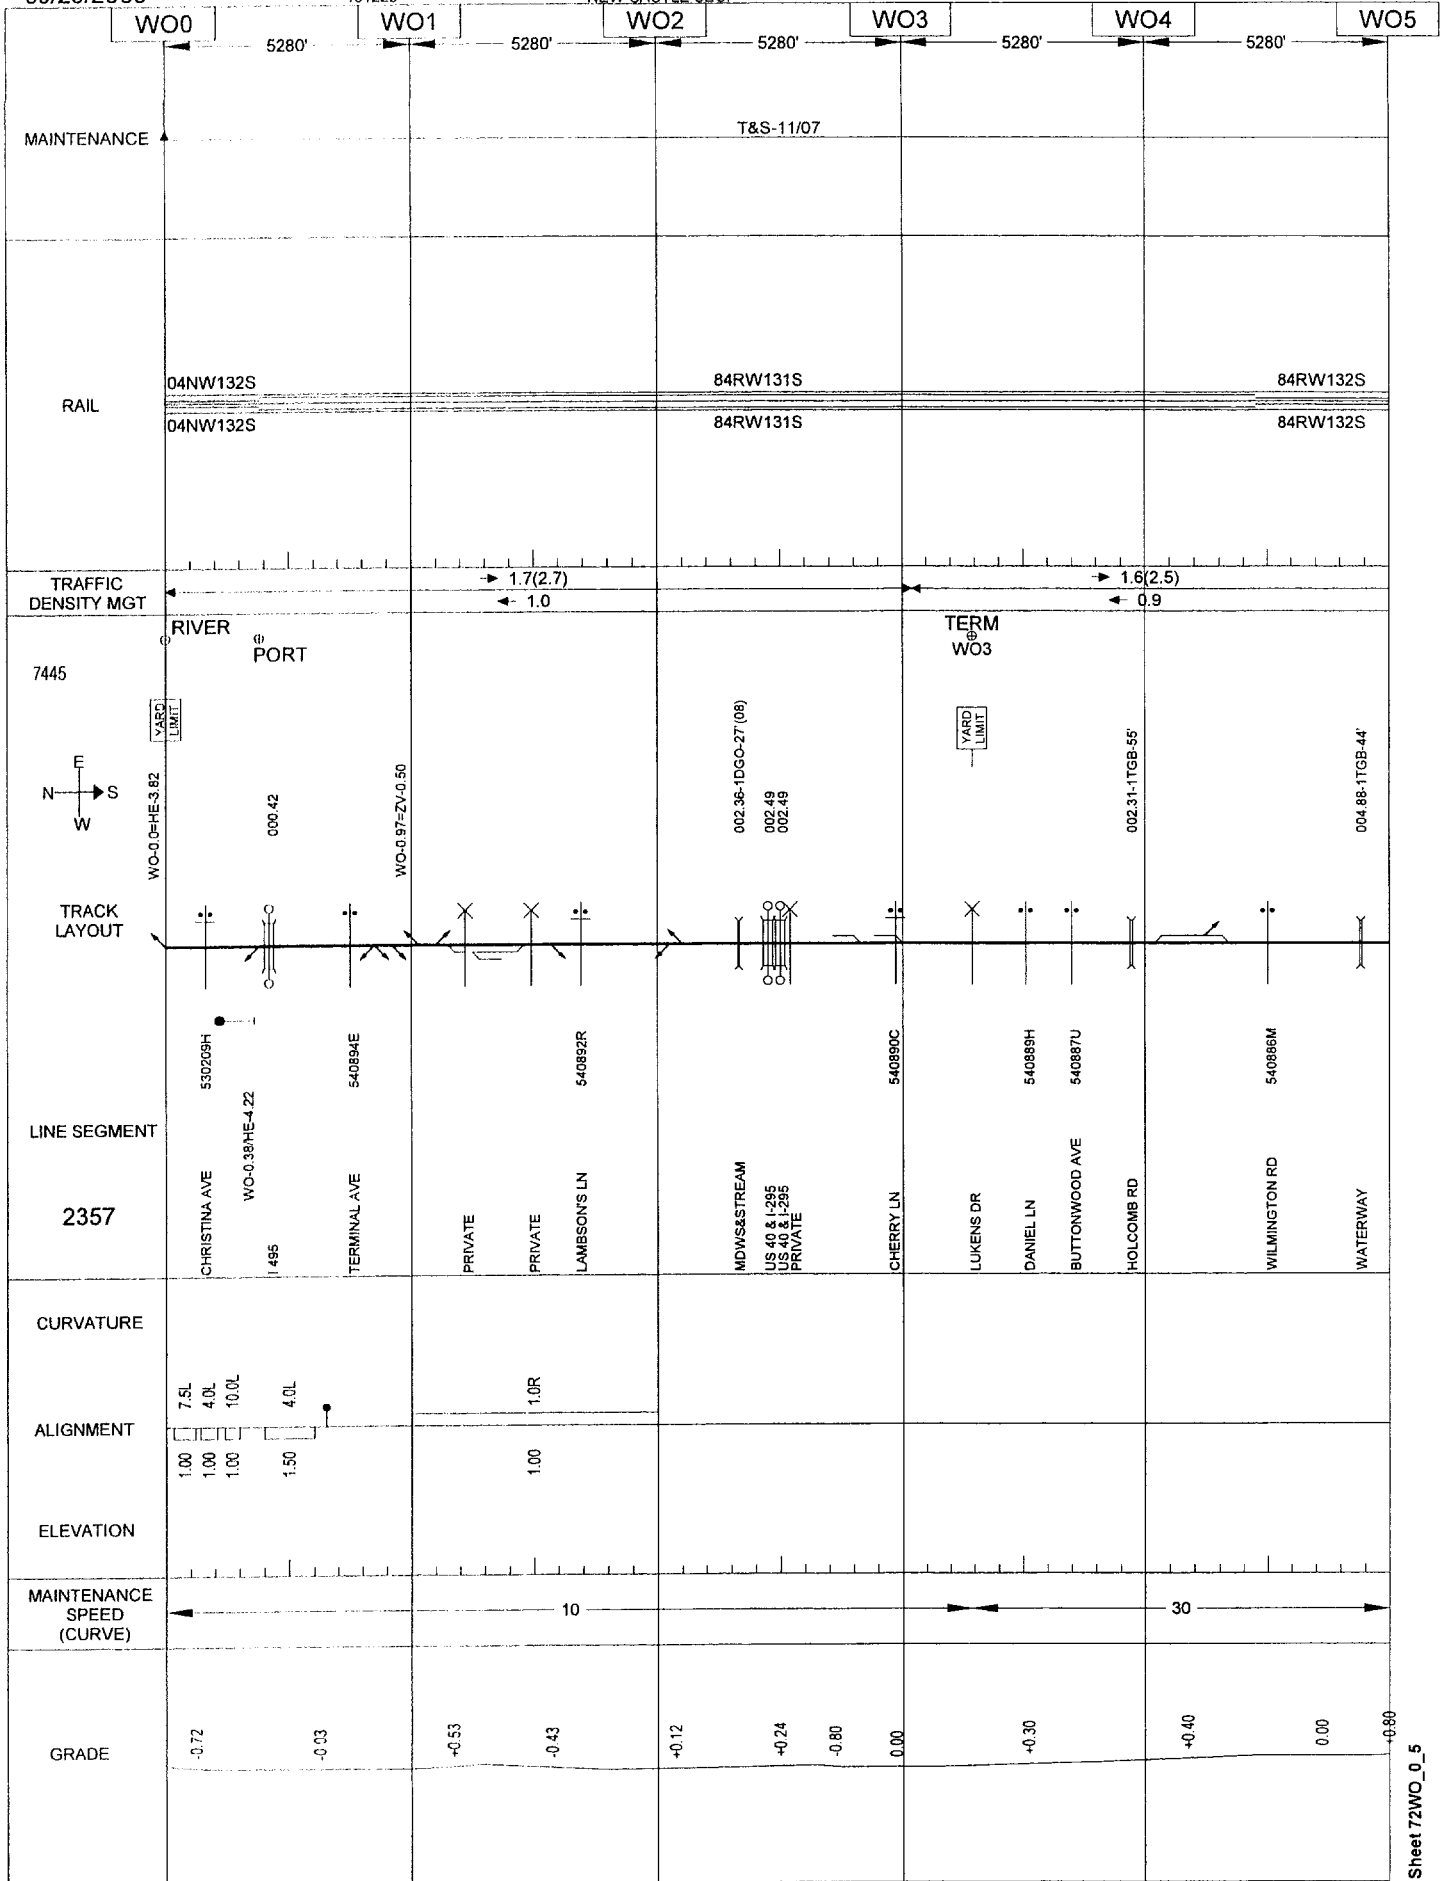 WO0 WO1 WO2 WO3 WO4 WO5
5280' 5280' 5280' 5280' 5280'
MAINTENANCE
T&S-11/07
RAIL
04NW132S 84RW131S 84RW132S
04NW132S 84RW131S 84RW132S
TRAFFIC
DENSITY MGT
1.7(2.7) 1.6(2.5)
1.0 0.9
RIVER
PORT
TERM
WO3
7445
YARD
LIMIT
YARD
LIMIT
E
N S
W
WO-0.0=HE-3.82
000.42
WO-0.97=ZV-0.50
002.36-1DGO-27'(08)
002.49
002.49
002.31-1TGB-55'
004.88-1TGB-44'
TRACK
LAYOUT
530209H
540894E
540892R
540890C
540889H
540887U
540886M
LINE SEGMENT
2357
CHRISTINA AVE
WO-0.38/HE-4.22
I 495
TERMINAL AVE
PRIVATE
PRIVATE
LAMBSON'S LN
MDWS&STREAM
US 40 & I-295
US 40 & I-295
PRIVATE
CHERRY LN
LUKENS DR
DANIEL LN
BUTTONWOOD AVE
HOLCOMB RD
WILMINGTON RD
WATERWAY
CURVATURE
7.5L 4.0L 10.0L 4.0L 1.0R
ALIGNMENT
1.00 1.00 1.00 1.50 1.00
ELEVATION
MAINTENANCE
SPEED
(CURVE)
10 30
GRADE
-0.72 -0.03 +0.53 -0.43 +0.12 +0.24 -0.80 0.00 +0.30 +0.40 0.00 +0.80
Sheet 72WO_0_5